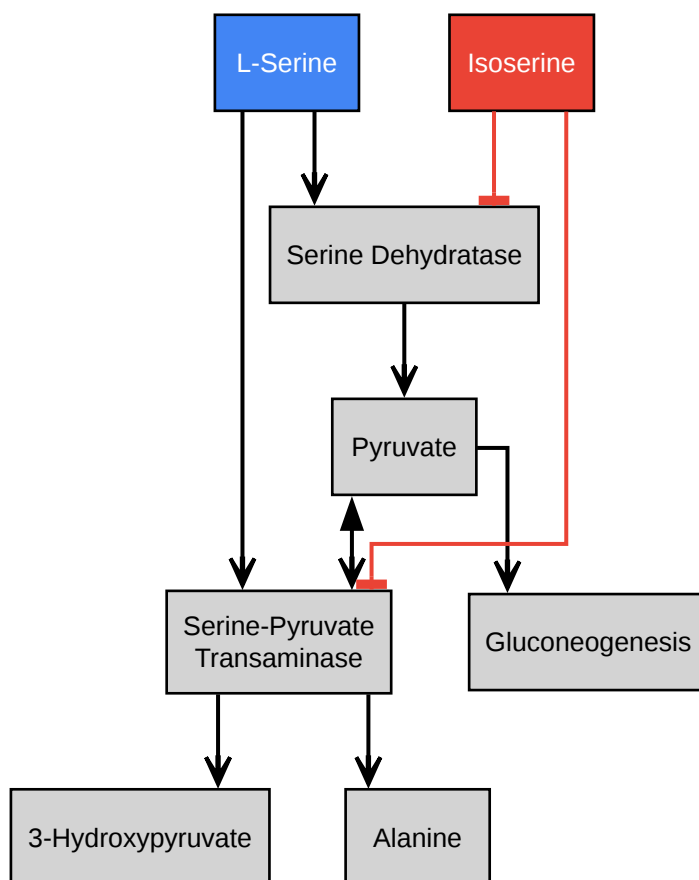 L-Serine
Isoserine
Serine Dehydratase
Pyruvate
Serine-Pyruvate
Transaminase
Gluconeogenesis
3-Hydroxypyruvate
Alanine